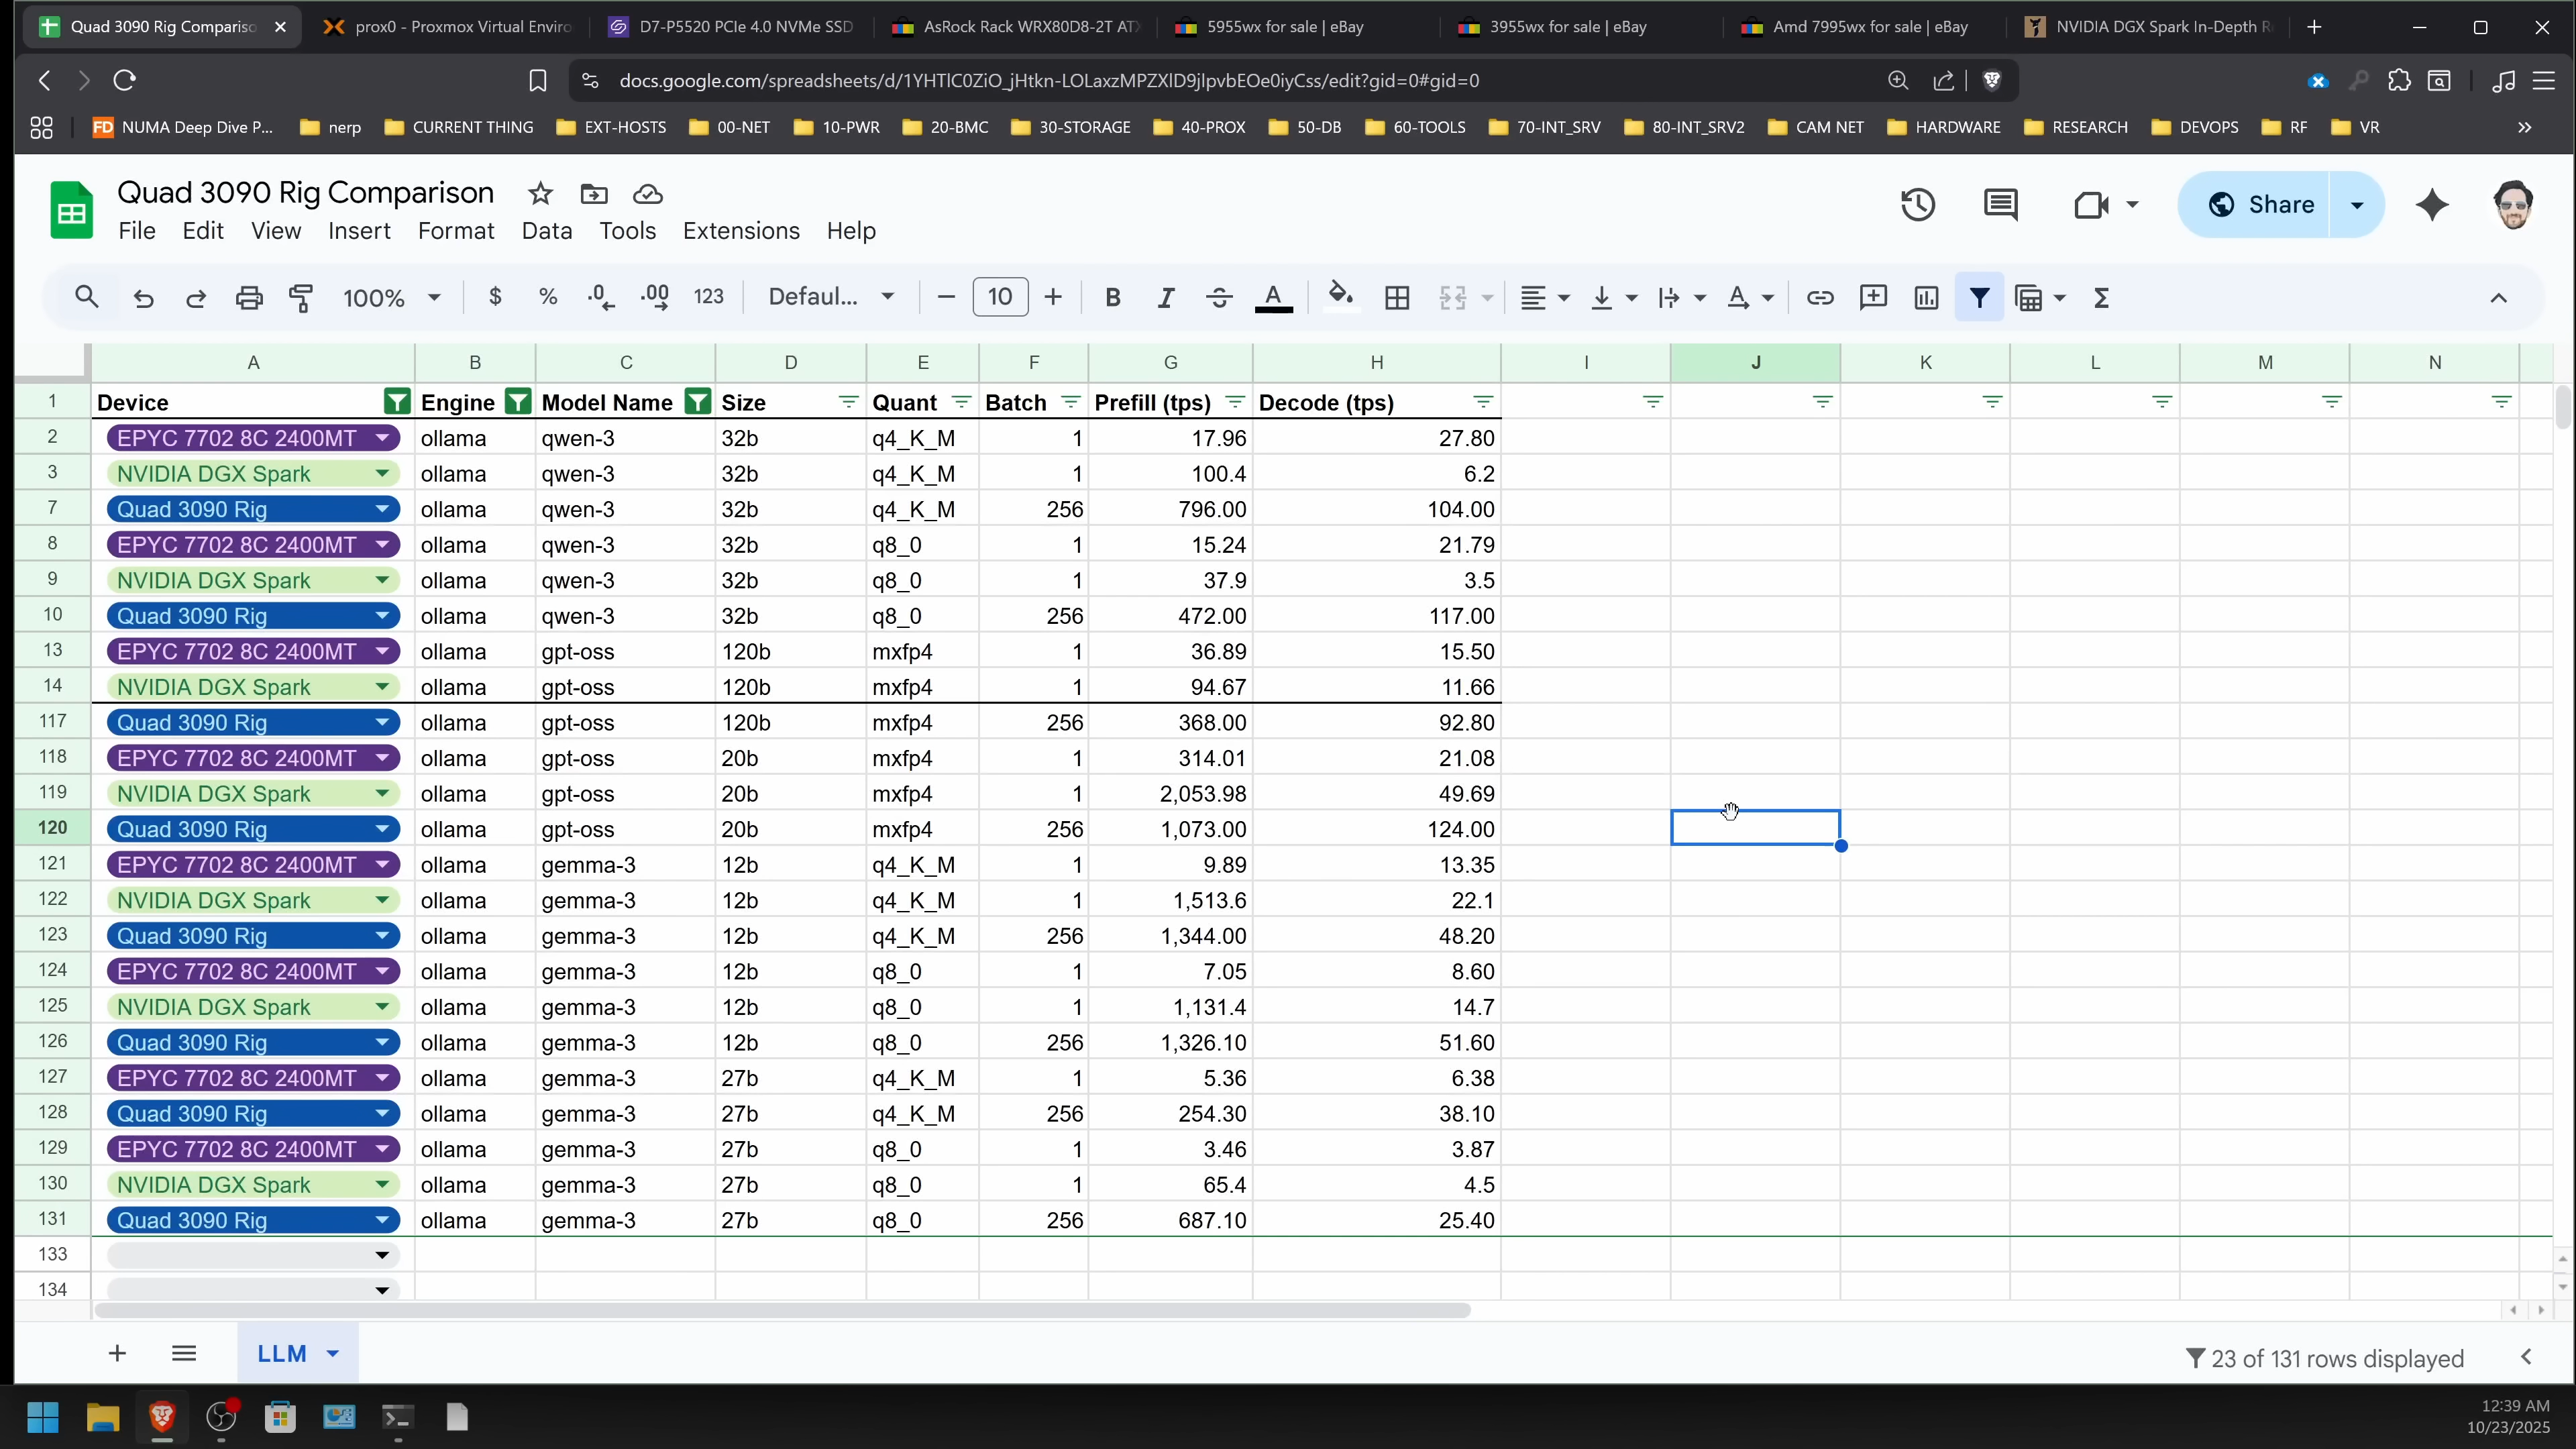 Quad 3090 Rig Compariso
prox0 - Proxmox Virtual Enviro
D7-P5520 PCIe 4.0 NVMe SSD
AsRock Rack WRX80D8-2T ATX
5955wx for sale | eBay
3955wx for sale | eBay
Amd 7995wx for sale | eBay
NVIDIA DGX Spark In-Depth R
docs.google.com/spreadsheets/d/1YHTlC0ZiO_jHtkn-LOLaxzMPZXlD9jlpvbEOe0iyCss/edit?gid=0#gid=0
FD NUMA Deep Dive P... nerp CURRENT THING EXT-HOSTS 00-NET 10-PWR 20-BMC 30-STORAGE 40-PROX 50-DB 60-TOOLS 70-INT_SRV 80-INT_SRV2 CAM NET HARDWARE RESEARCH DEVOPS RF VR
Quad 3090 Rig Comparison
File Edit View Insert Format Data Tools Extensions Help
Share
100% $ % .0 .00 123 Defaul... 10 B I S A
A B C D E F G H I J K L M N
1 Device Engine Model Name Size Quant Batch Prefill (tps) Decode (tps)
2 EPYC 7702 8C 2400MT ollama qwen-3 32b q4_K_M 1 17.96 27.80
3 NVIDIA DGX Spark ollama qwen-3 32b q4_K_M 1 100.4 6.2
7 Quad 3090 Rig ollama qwen-3 32b q4_K_M 256 796.00 104.00
8 EPYC 7702 8C 2400MT ollama qwen-3 32b q8_0 1 15.24 21.79
9 NVIDIA DGX Spark ollama qwen-3 32b q8_0 1 37.9 3.5
10 Quad 3090 Rig ollama qwen-3 32b q8_0 256 472.00 117.00
13 EPYC 7702 8C 2400MT ollama gpt-oss 120b mxfp4 1 36.89 15.50
14 NVIDIA DGX Spark ollama gpt-oss 120b mxfp4 1 94.67 11.66
117 Quad 3090 Rig ollama gpt-oss 120b mxfp4 256 368.00 92.80
118 EPYC 7702 8C 2400MT ollama gpt-oss 20b mxfp4 1 314.01 21.08
119 NVIDIA DGX Spark ollama gpt-oss 20b mxfp4 1 2,053.98 49.69
120 Quad 3090 Rig ollama gpt-oss 20b mxfp4 256 1,073.00 124.00
121 EPYC 7702 8C 2400MT ollama gemma-3 12b q4_K_M 1 9.89 13.35
122 NVIDIA DGX Spark ollama gemma-3 12b q4_K_M 1 1,513.6 22.1
123 Quad 3090 Rig ollama gemma-3 12b q4_K_M 256 1,344.00 48.20
124 EPYC 7702 8C 2400MT ollama gemma-3 12b q8_0 1 7.05 8.60
125 NVIDIA DGX Spark ollama gemma-3 12b q8_0 1 1,131.4 14.7
126 Quad 3090 Rig ollama gemma-3 12b q8_0 256 1,326.10 51.60
127 EPYC 7702 8C 2400MT ollama gemma-3 27b q4_K_M 1 5.36 6.38
128 Quad 3090 Rig ollama gemma-3 27b q4_K_M 256 254.30 38.10
129 EPYC 7702 8C 2400MT ollama gemma-3 27b q8_0 1 3.46 3.87
130 NVIDIA DGX Spark ollama gemma-3 27b q8_0 1 65.4 4.5
131 Quad 3090 Rig ollama gemma-3 27b q8_0 256 687.10 25.40
133
134
LLM
23 of 131 rows displayed
12:39 AM
10/23/2025